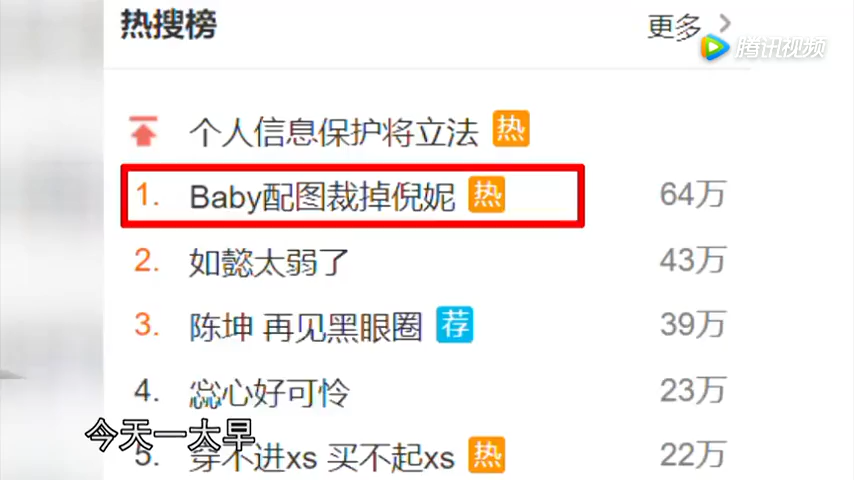 热搜榜 更多
腾讯视频
个人信息保护将立法 热
1. Baby配图裁掉倪妮 热 64万
2. 如懿太弱了 43万
3. 陈坤 再见黑眼圈 荐 39万
4. 惢心好可怜 23万
今天一大早
5. 穿不进xs 买不起xs 热 22万